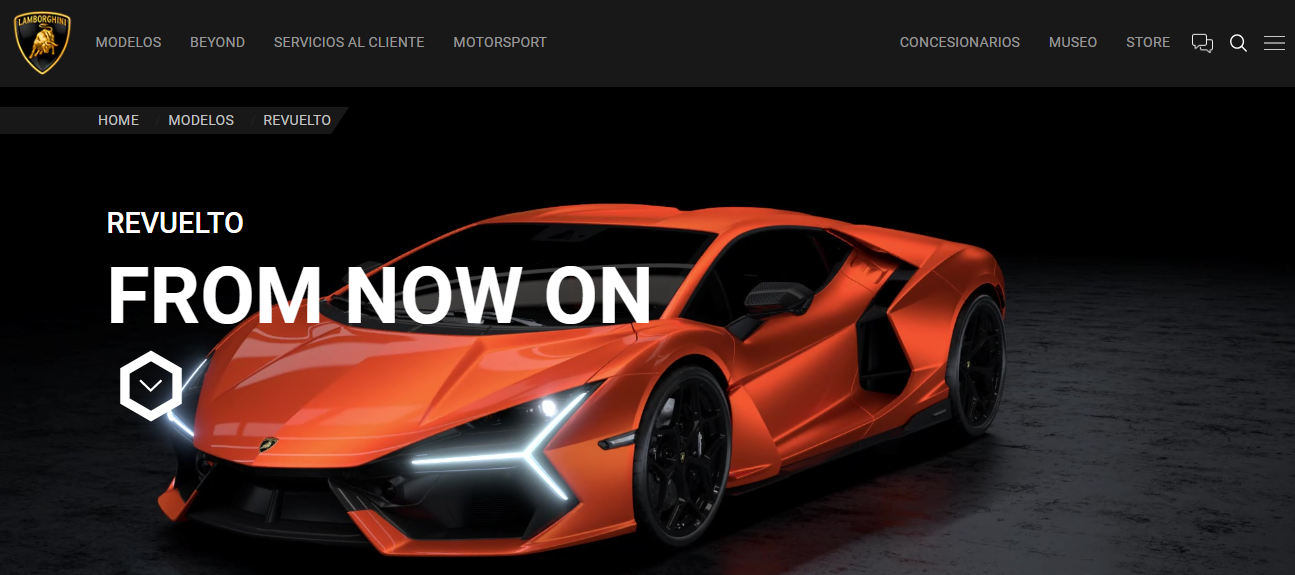 LAMBORGHINI
MODELOS BEYOND SERVICIOS AL CLIENTE MOTORSPORT CONCESIONARIOS MUSEO STORE
HOME MODELOS REVUELTO
REVUELTO
FROM NOW ON